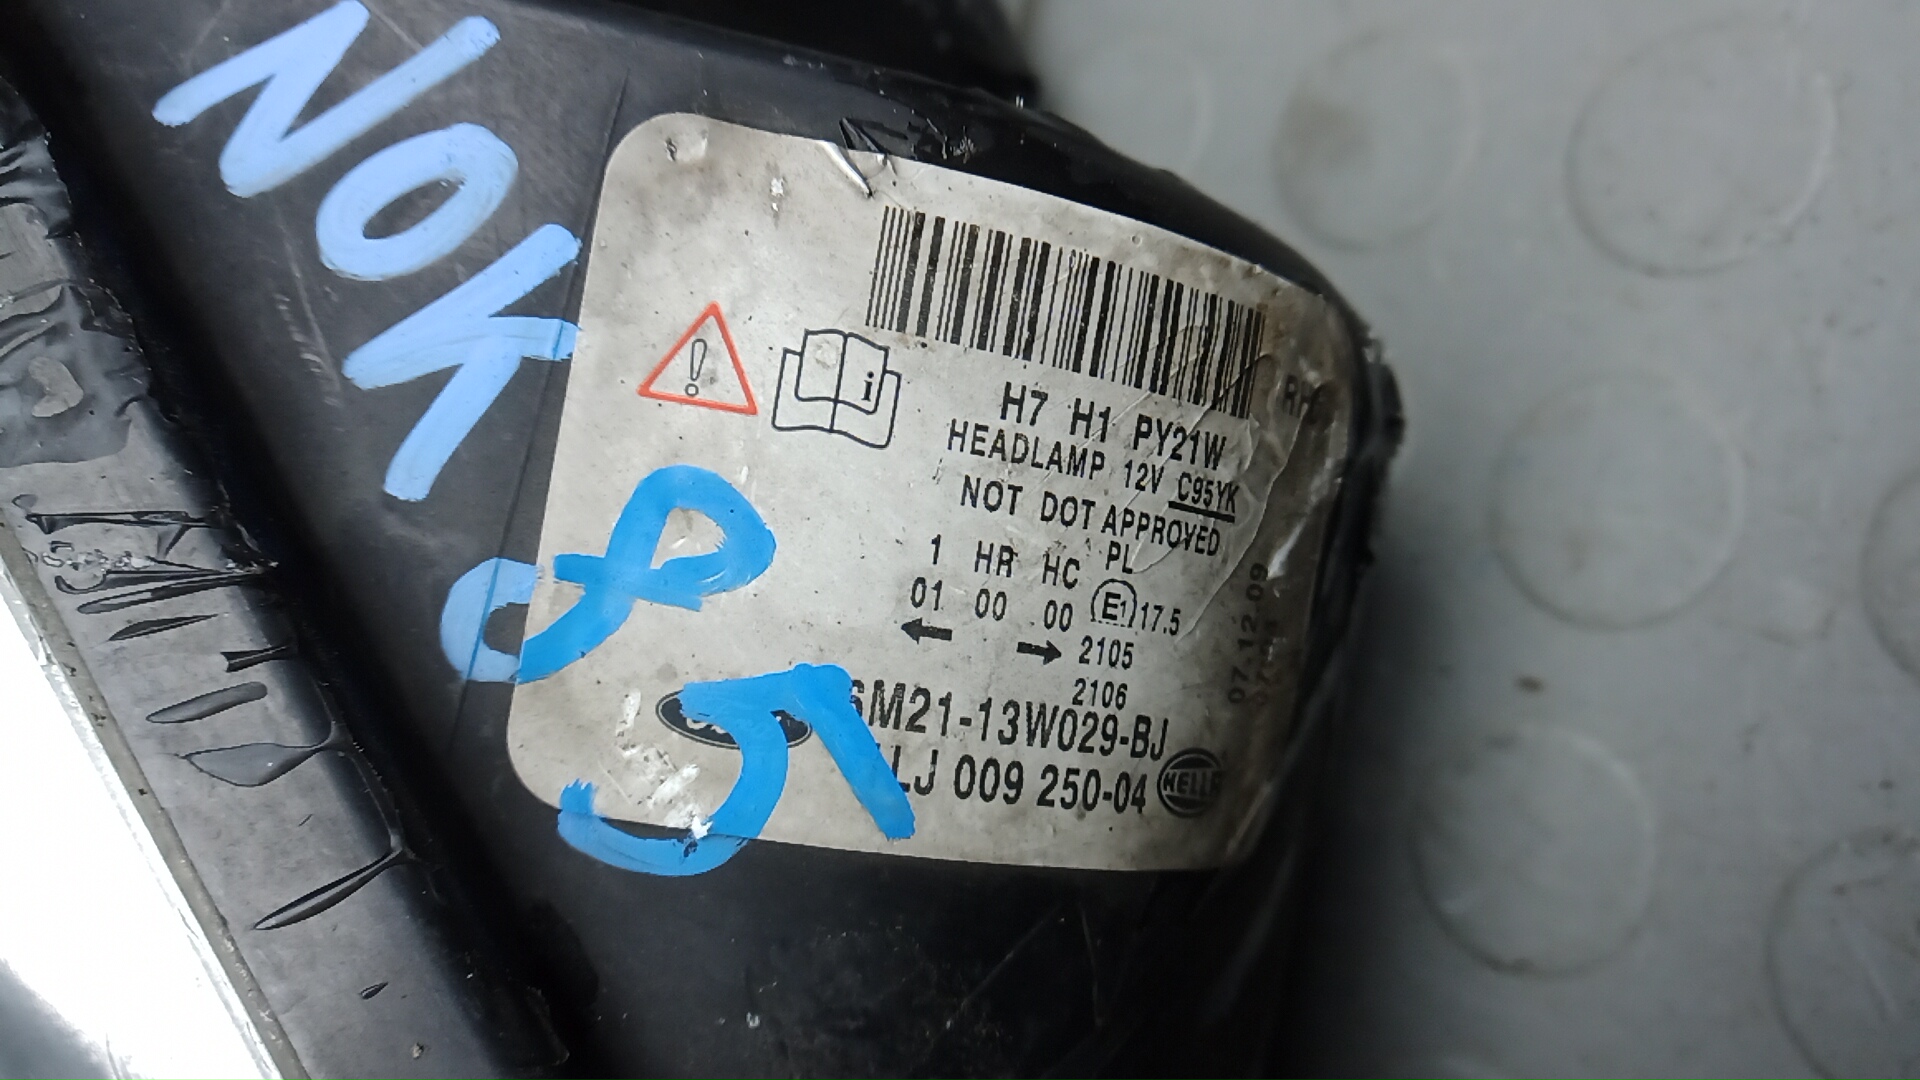 NOK
85
H7 H1 PY21W
HEADLAMP 12V C95YK
NOT DOT APPROVED
1 HR HC PL
01 00 00 E1 17.5
← → 2105
2106
6M21-13W029-BJ
LJ 009 250-04 HELLA
07.12.09